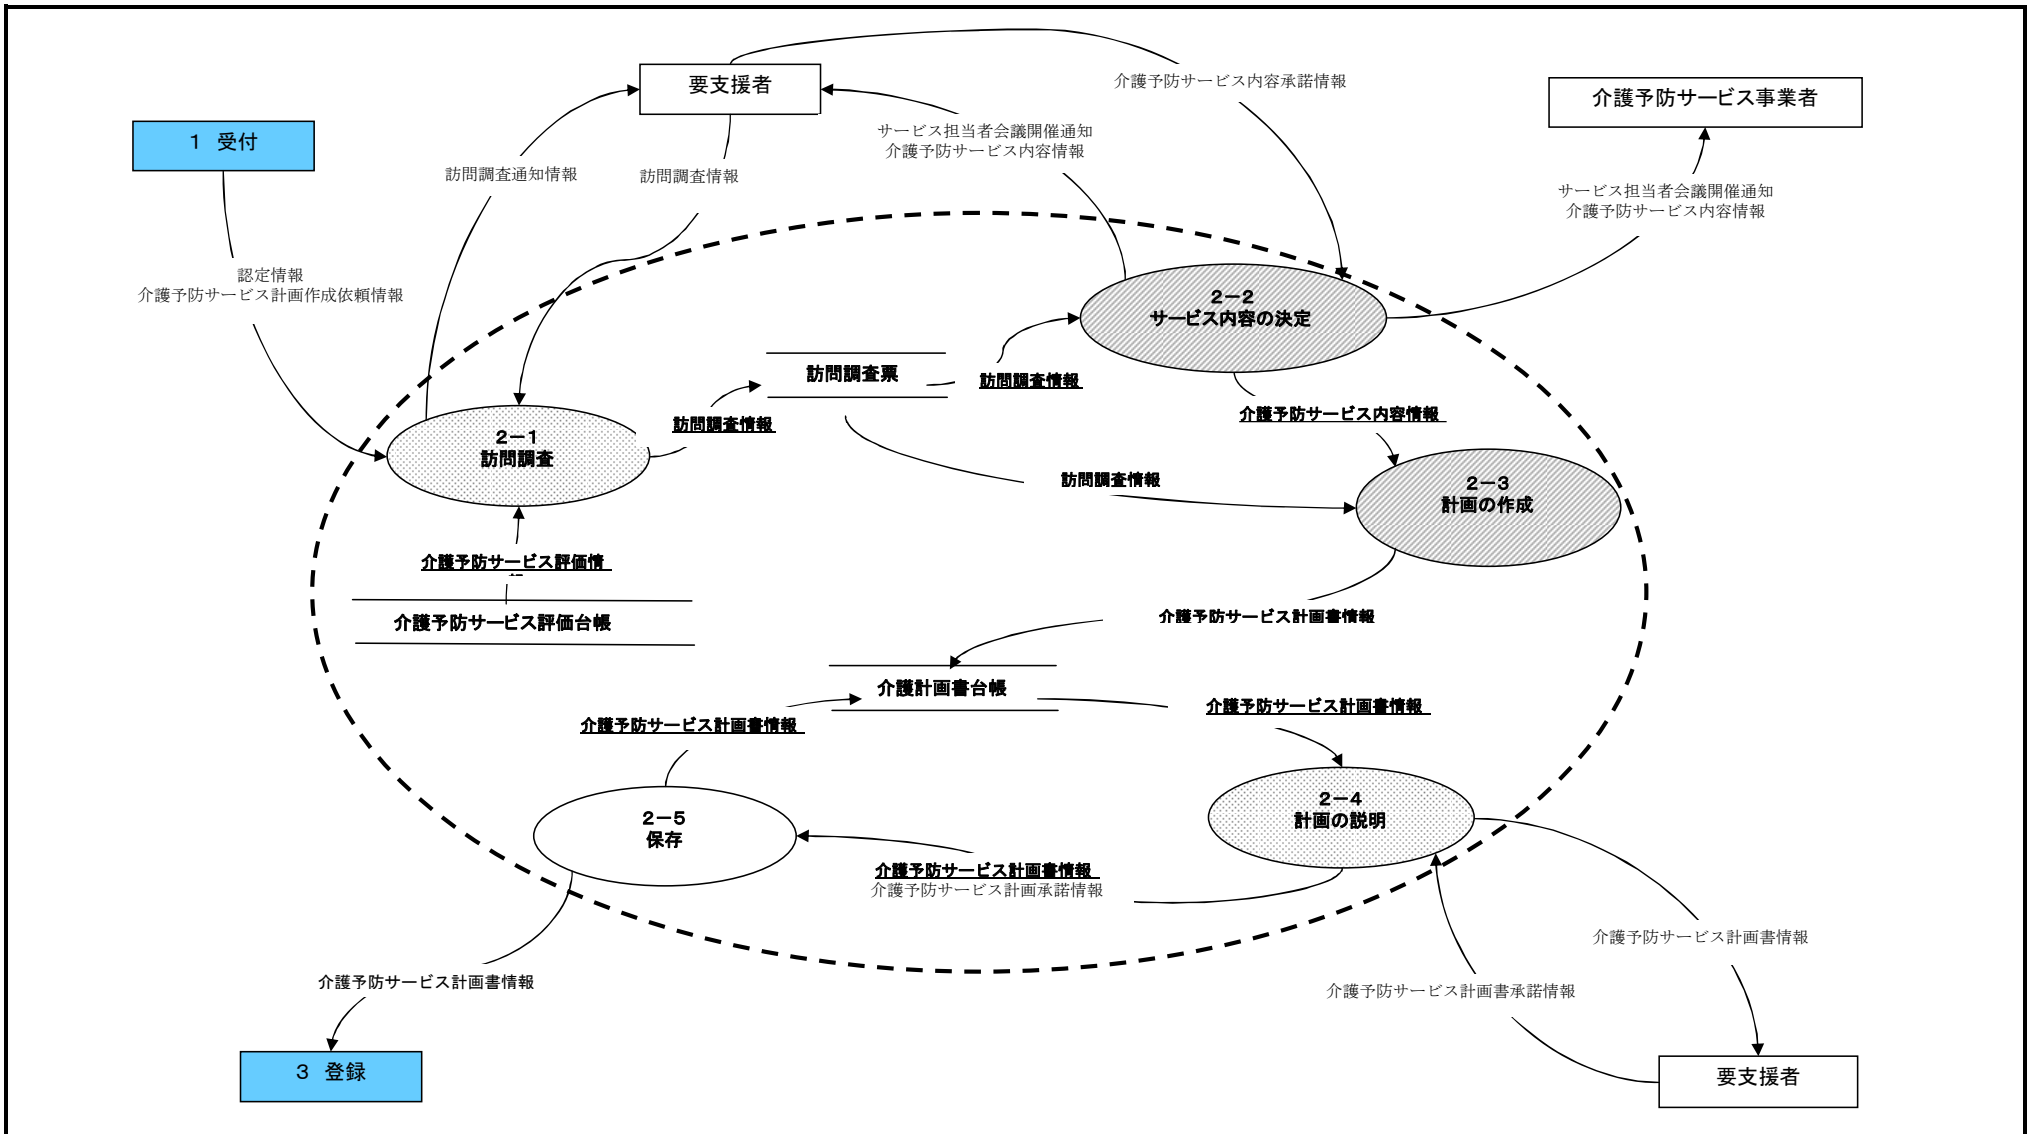 要支援者
介護予防サービス内容承諾情報
介護予防サービス事業者
1 受付
サービス担当者会議開催通知
介護予防サービス内容情報
訪問調査通知情報
訪問調査情報
サービス担当者会議開催通知
介護予防サービス内容情報
認定情報
介護予防サービス計画作成依頼情報
2-2
サービス内容の決定
訪問調査票
訪問調査情報
介護予防サービス内容情報
訪問調査情報
2-1
訪問調査
訪問調査情報
2-3
計画の作成
介護予防サービス評価情
介護予防サービス評価台帳
介護予防サービス計画書情報
介護計画書台帳
介護予防サービス計画書情報
介護予防サービス計画書情報
2-4
計画の説明
2-5
保存
介護予防サービス計画書情報
介護予防サービス計画承諾情報
介護予防サービス計画書情報
介護予防サービス計画書情報
介護予防サービス計画書承諾情報
3 登録
要支援者